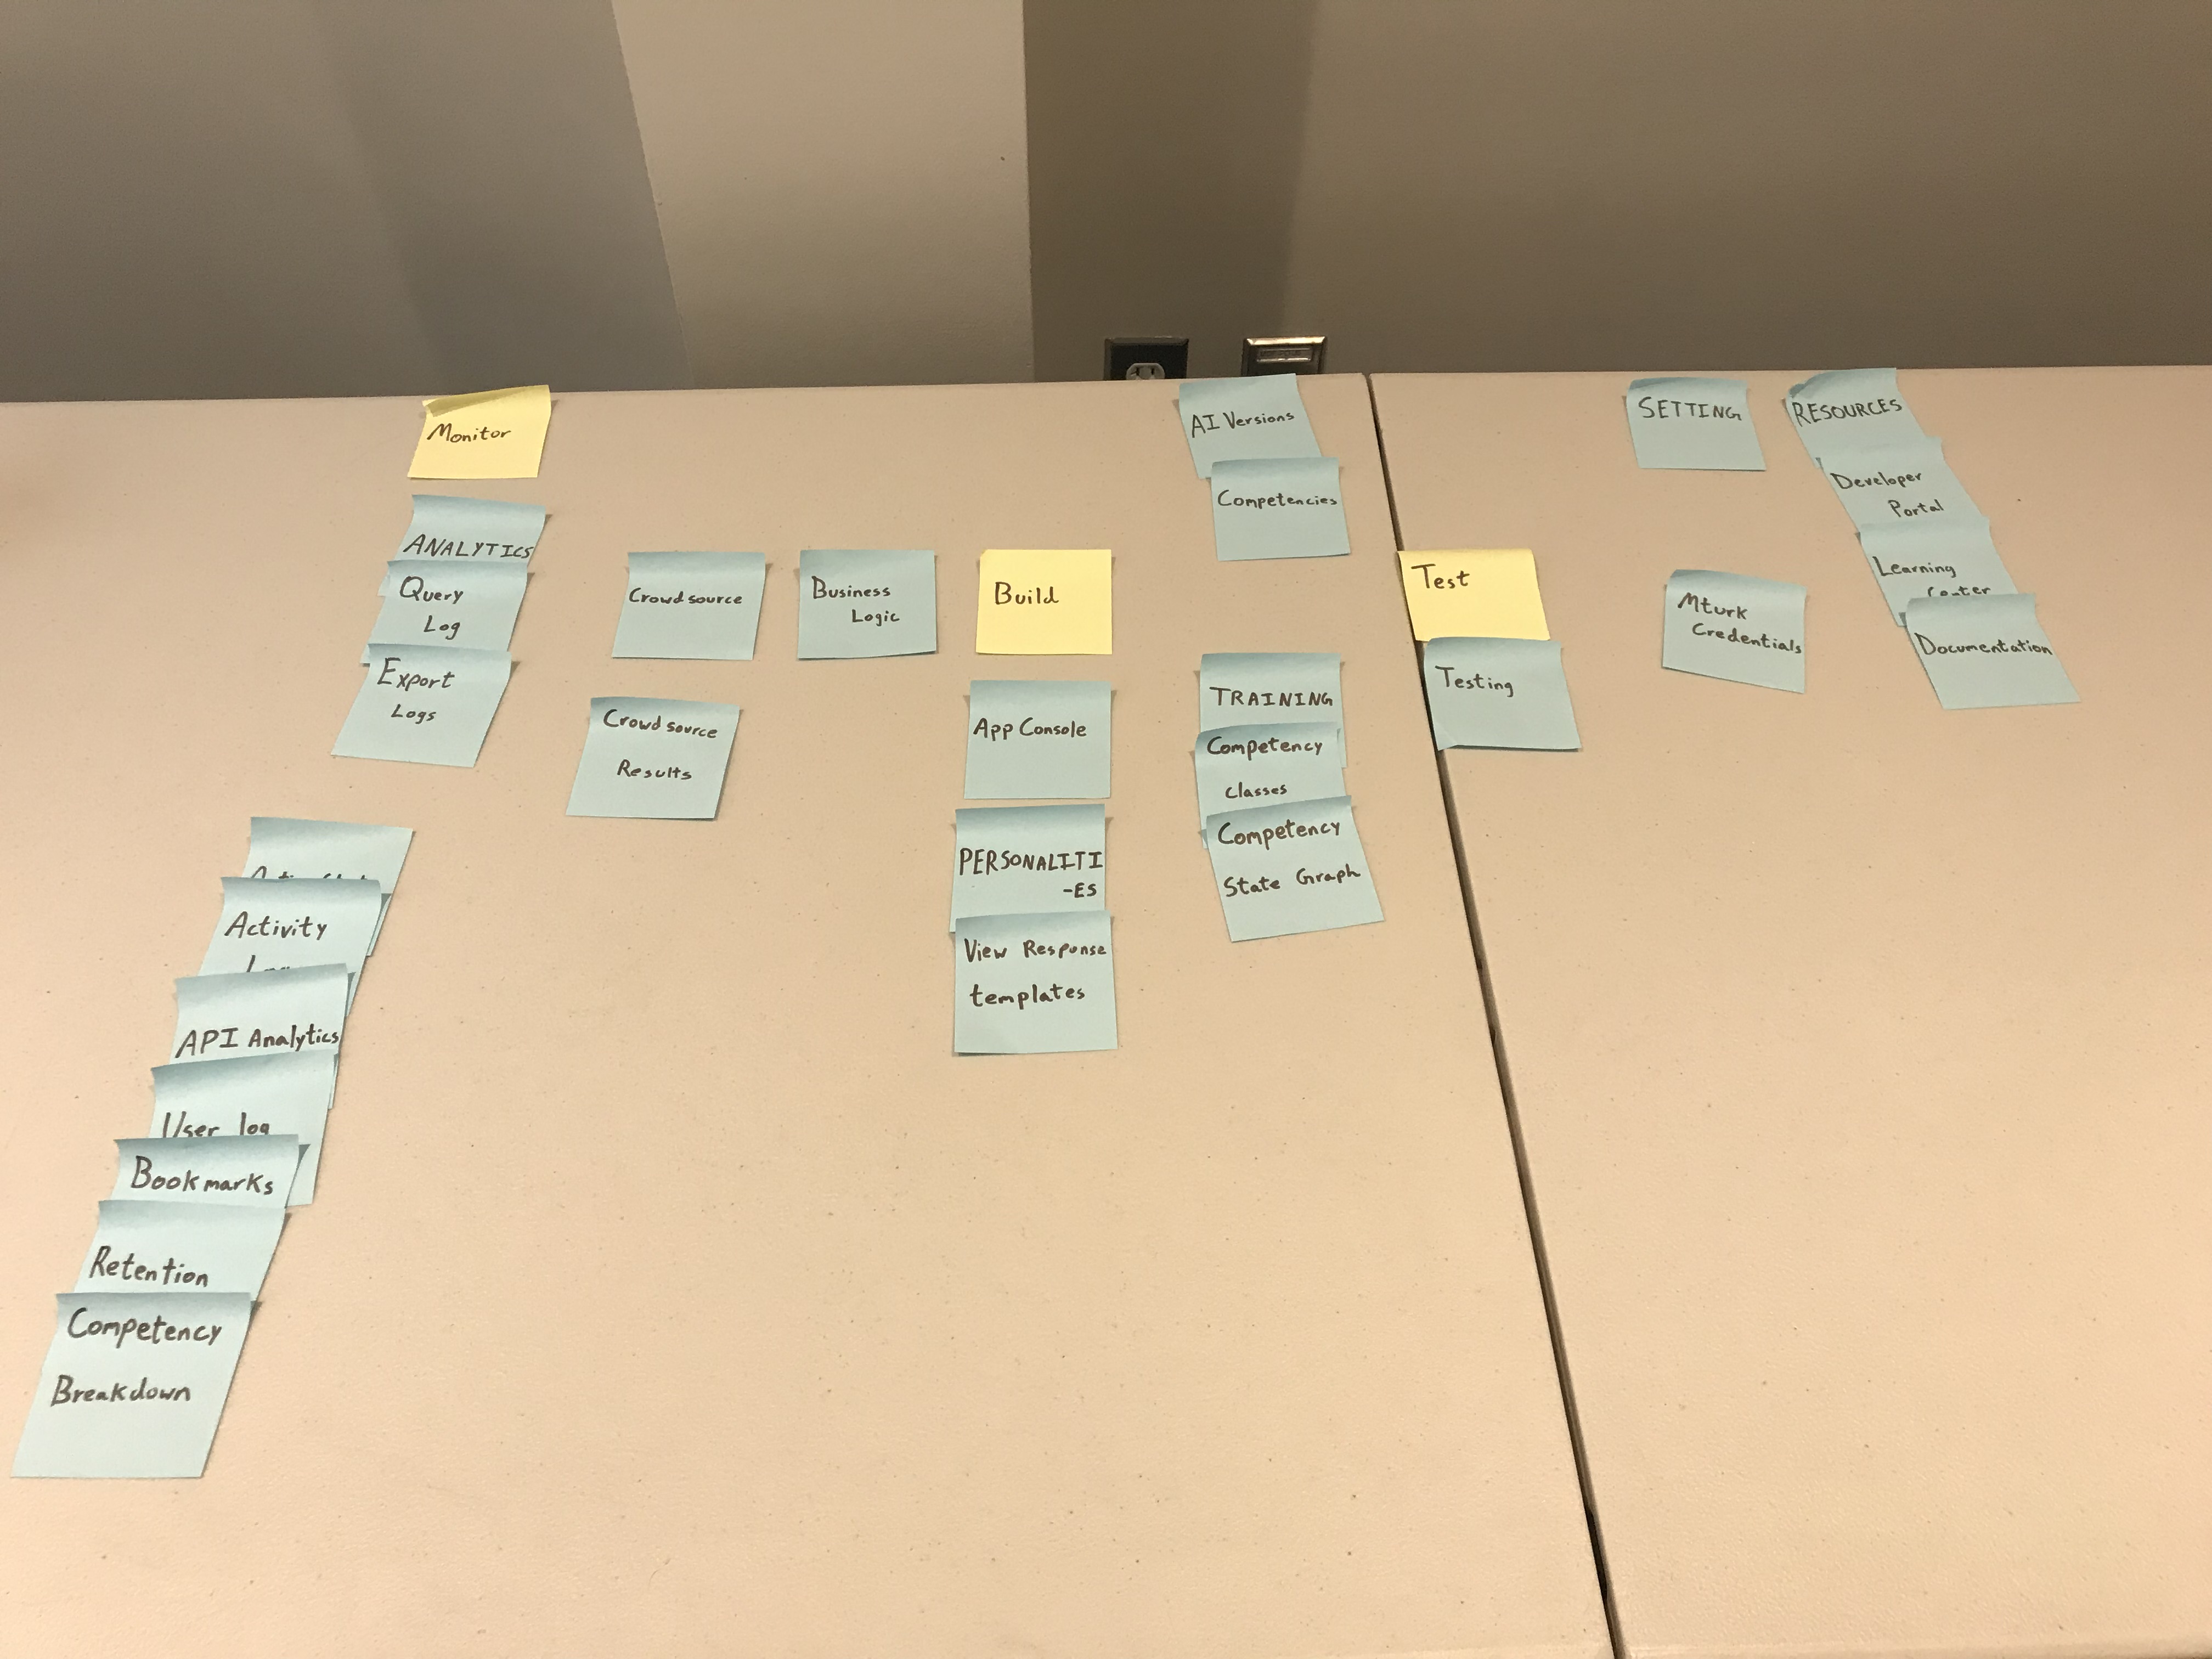 Monitor
ANALYTICS
Query
Log
Export
Logs
Activity
API Analytics
User log
Bookmarks
Retention
Competency
Breakdown
Crowdsource
Crowdsource
Results
Business
Logic
Build
App Console
PERSONALITI
-ES
View Response
templates
AI Versions
Competencies
TRAINING
Competency
classes
Competency
State Graph
Test
Testing
SETTING
Mturk
Credentials
RESOURCES
Developer
Portal
Learning
Center
Documentation